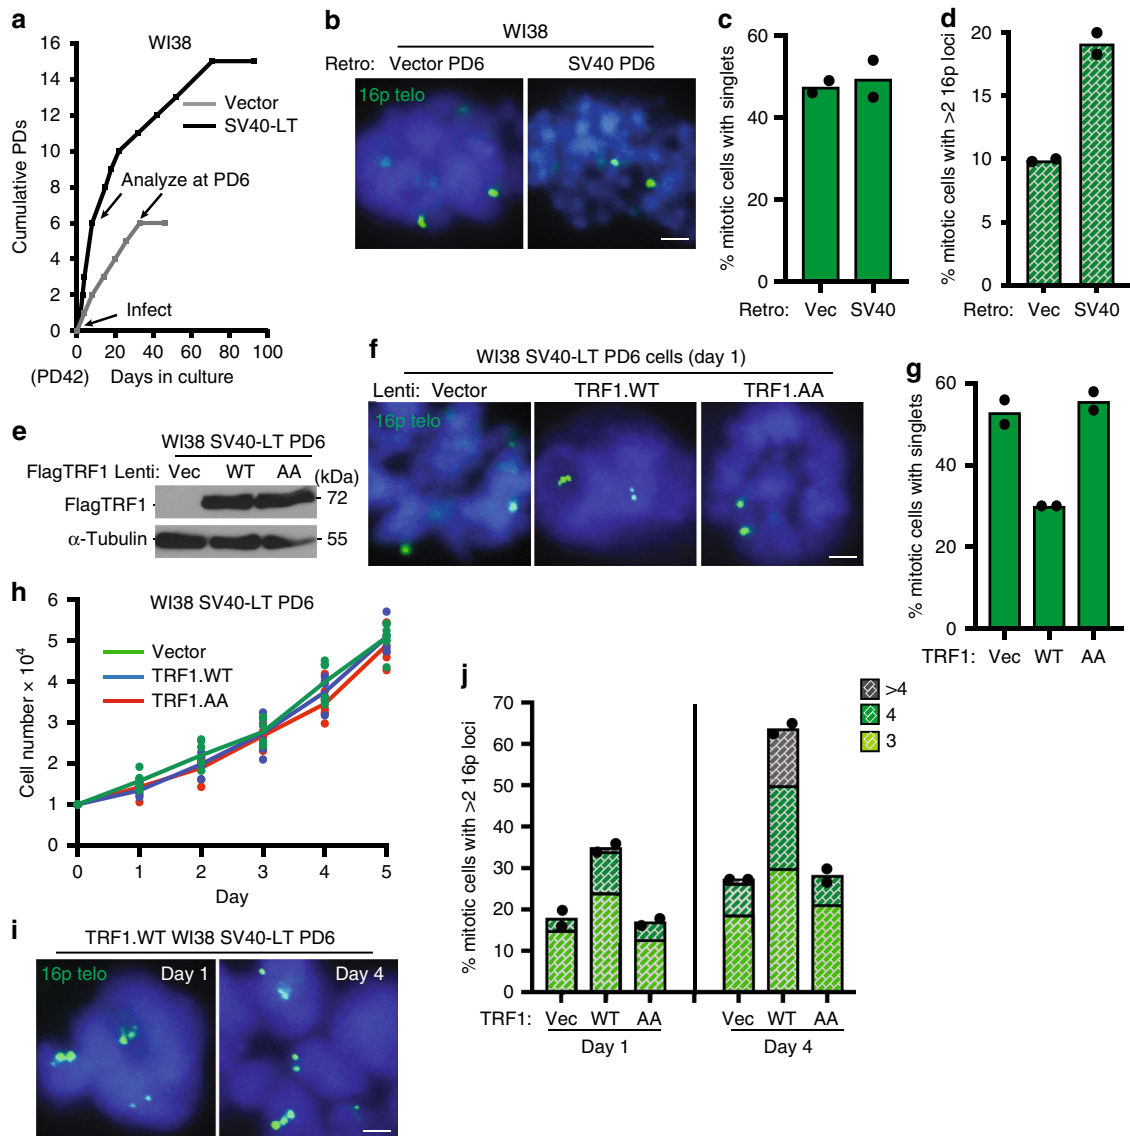 a
WI38
Cumulative PDs
16
14
12
10
8
6
4
2
0
Vector
SV40-LT
Analyze at PD6
Infect
0 20 40 60 80 100
(PD42) Days in culture
b
WI38
Retro: Vector PD6 SV40 PD6
16p telo
c
% mitotic cells with singlets
60
40
20
0
Retro: Vec SV40
d
% mitotic cells with >2 16p loci
20
15
10
5
0
Retro: Vec SV40
e
WI38 SV40-LT PD6
FlagTRF1 Lenti: Vec WT AA (kDa)
FlagTRF1 72
α-Tubulin 55
f
WI38 SV40-LT PD6 cells (day 1)
Lenti: Vector TRF1.WT TRF1.AA
16p telo
g
% mitotic cells with singlets
60
40
20
0
TRF1: Vec WT AA
h
WI38 SV40-LT PD6
Cell number × 10⁴
6
5
4
3
2
1
0
Vector
TRF1.WT
TRF1.AA
0 1 2 3 4 5
Day
i
TRF1.WT WI38 SV40-LT PD6
16p telo Day 1 Day 4
j
% mitotic cells with >2 16p loci
70
60
50
40
30
20
10
0
>4
4
3
TRF1: Vec WT AA Vec WT AA
Day 1 Day 4